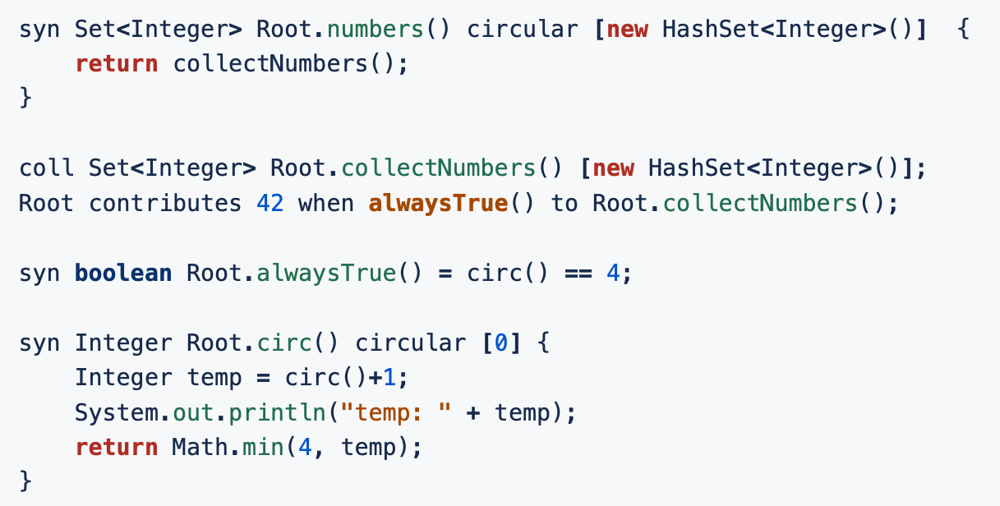 syn Set<Integer> Root.numbers() circular [new HashSet<Integer>()]  {
    return collectNumbers();
}

coll Set<Integer> Root.collectNumbers() [new HashSet<Integer>()];
Root contributes 42 when alwaysTrue() to Root.collectNumbers();

syn boolean Root.alwaysTrue() = circ() == 4;

syn Integer Root.circ() circular [0] {
    Integer temp = circ()+1;
    System.out.println("temp: " + temp);
    return Math.min(4, temp);
}